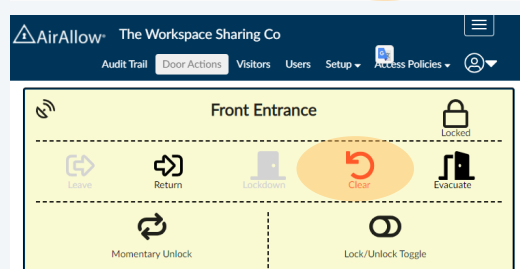 AirAllow® The Workspace Sharing Co
Audit Trail Door Actions Visitors Users Setup Access Policies
Front Entrance
Locked
Leave Return Lockdown Clear Evacuate
Momentary Unlock Lock/Unlock Toggle